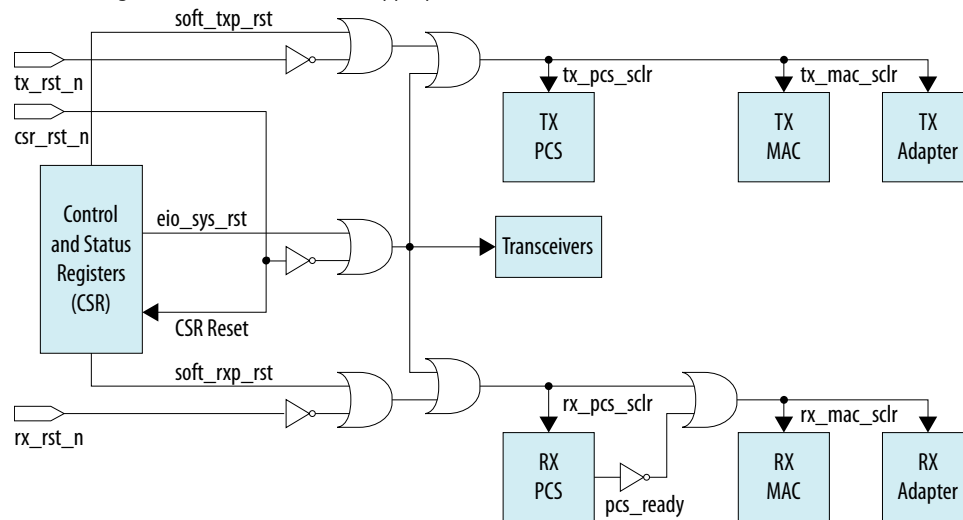 soft_txp_rst
tx_rst_n
csr_rst_n
tx_pcs_sclr
tx_mac_sclr
TX
PCS
TX
MAC
TX
Adapter
Control
and Status
Registers
(CSR)
eio_sys_rst
Transceivers
CSR Reset
soft_rxp_rst
rx_rst_n
rx_pcs_sclr
rx_mac_sclr
RX
PCS
pcs_ready
RX
MAC
RX
Adapter